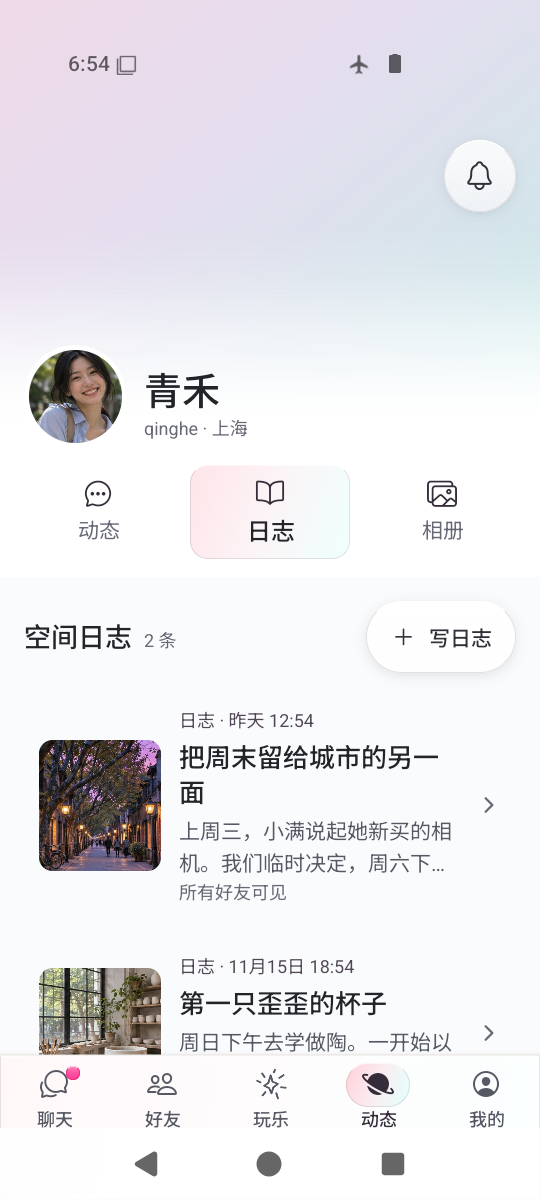 6:54
青禾
qinghe · 上海
动态
日志
相册
空间日志 2 条
写日志
日志 · 昨天 12:54
把周末留给城市的另一
面
上周三，小满说起她新买的相
机。我们临时决定，周六下…
所有好友可见
日志 · 11月15日 18:54
第一只歪歪的杯子
周日下午去学做陶。一开始以
聊天
好友
玩乐
动态
我的